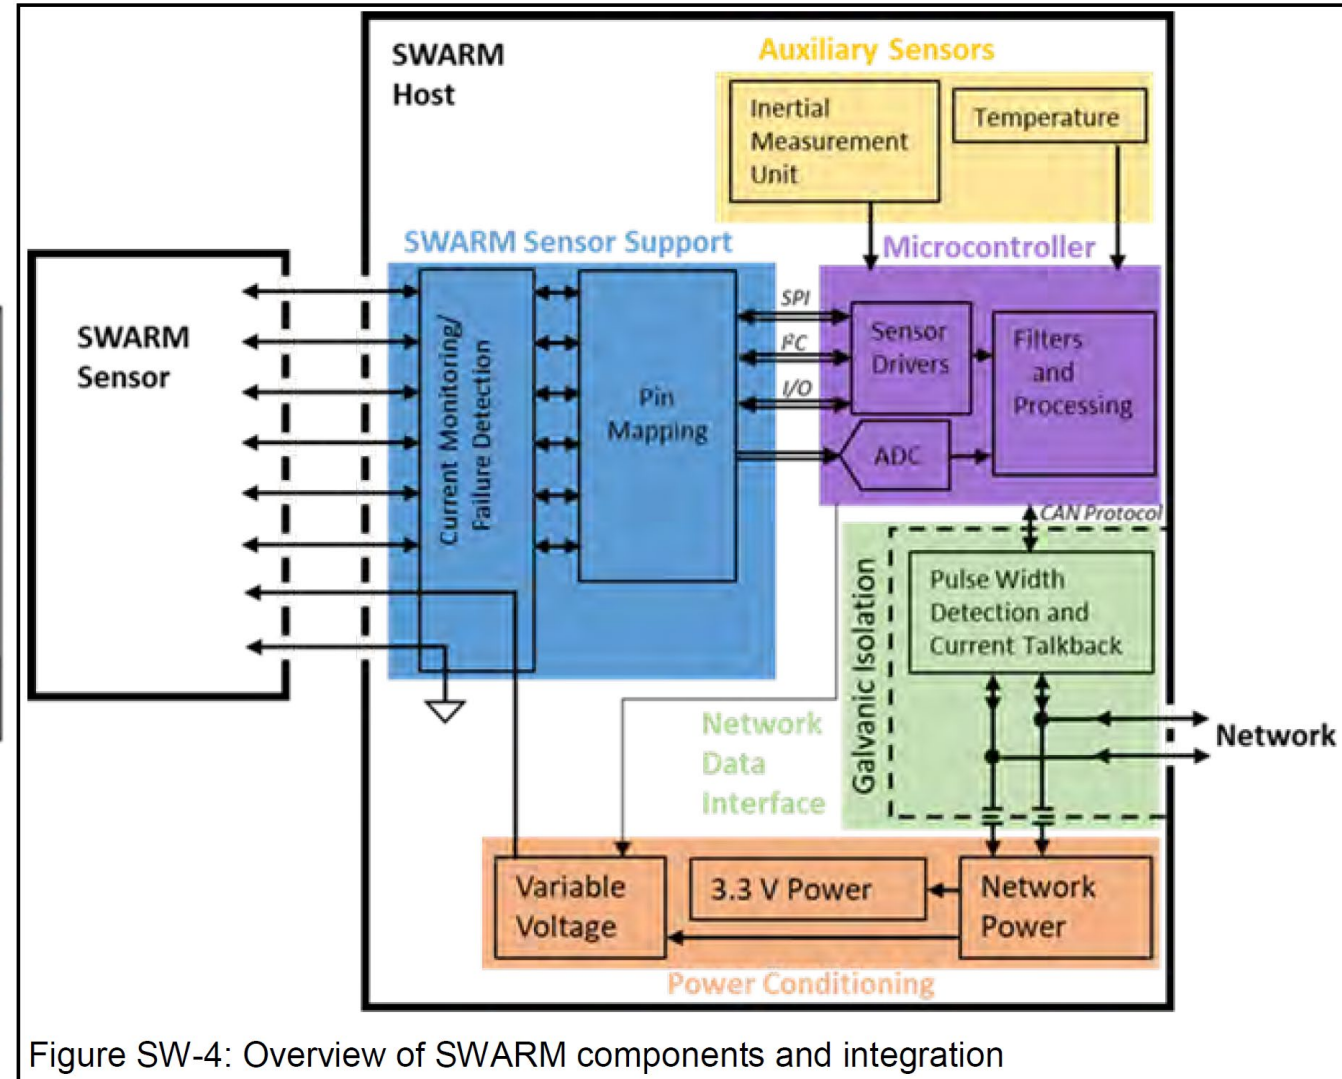 SWARM
Host
Auxiliary Sensors
Inertial
Measurement
Unit
Temperature
SWARM Sensor Support
Microcontroller
SWARM
Sensor
Current Monitoring/
Failure Detection
Pin
Mapping
SPI
I²C
I/O
Sensor
Drivers
Filters
and
Processing
ADC
CAN Protocol
Galvanic Isolation
Pulse Width
Detection and
Current Talkback
Network
Data
Interface
Network
Variable
Voltage
3.3 V Power
Network
Power
Power Conditioning
Figure SW-4: Overview of SWARM components and integration